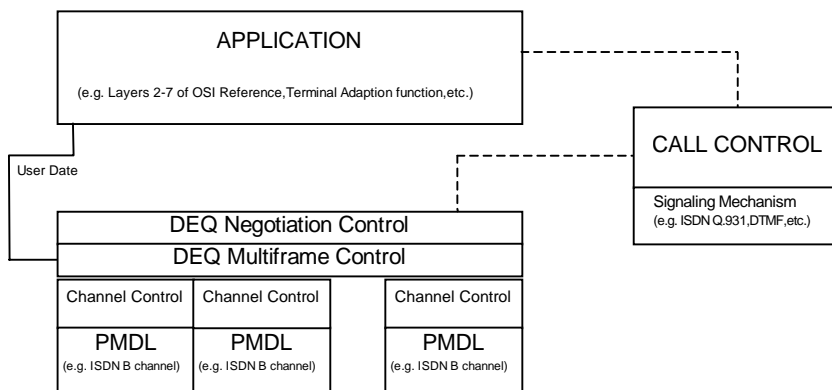 APPLICATION
(e.g. Layers 2-7 of OSI Reference,Terminal Adaption function,etc.)
CALL CONTROL
User Date
Signaling Mechanism
(e.g. ISDN Q.931,DTMF,etc.)
DEQ Negotiation Control
DEQ Multiframe Control
Channel Control
Channel Control
Channel Control
PMDL
PMDL
PMDL
(e.g. ISDN B channel)
(e.g. ISDN B channel)
(e.g. ISDN B channel)